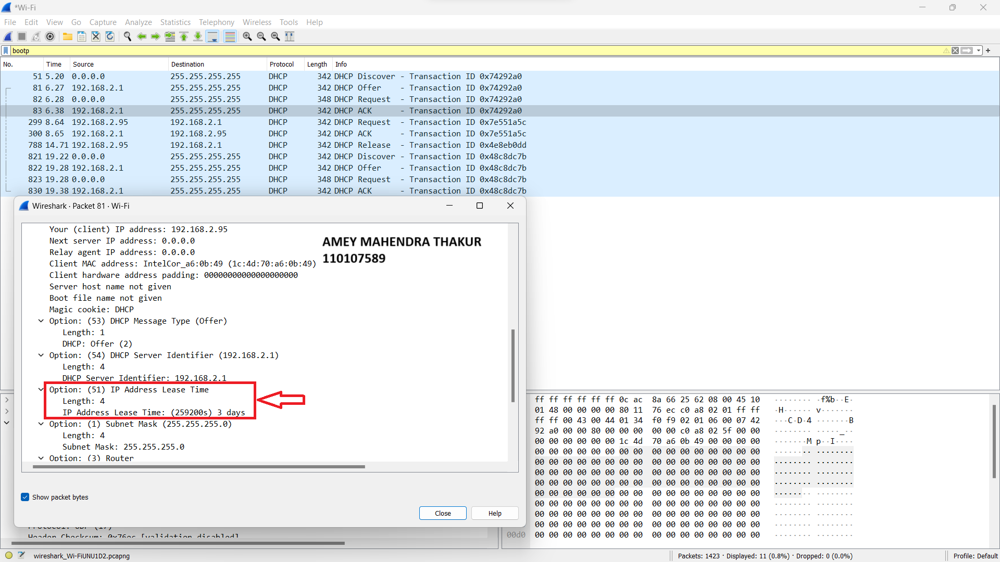 *Wi-Fi
File Edit View Go Capture Analyze Statistics Telephony Wireless Tools Help
bootp
No. Time Source Destination Protocol Length Info
51 5.20 0.0.0.0 255.255.255.255 DHCP 342 DHCP Discover - Transaction ID 0x74292a0
81 6.27 192.168.2.1 255.255.255.255 DHCP 342 DHCP Offer - Transaction ID 0x74292a0
82 6.28 0.0.0.0 255.255.255.255 DHCP 348 DHCP Request - Transaction ID 0x74292a0
83 6.38 192.168.2.1 255.255.255.255 DHCP 342 DHCP ACK - Transaction ID 0x74292a0
299 8.64 192.168.2.95 192.168.2.1 DHCP 342 DHCP Request - Transaction ID 0x7e551a5c
300 8.65 192.168.2.1 192.168.2.95 DHCP 342 DHCP ACK - Transaction ID 0x7e551a5c
788 14.71 192.168.2.95 192.168.2.1 DHCP 342 DHCP Release - Transaction ID 0x4e8eb0dd
821 19.22 0.0.0.0 255.255.255.255 DHCP 342 DHCP Discover - Transaction ID 0x48c8dc7b
822 19.28 192.168.2.1 255.255.255.255 DHCP 342 DHCP Offer - Transaction ID 0x48c8dc7b
823 19.28 0.0.0.0 255.255.255.255 DHCP 348 DHCP Request - Transaction ID 0x48c8dc7b
830 19.38 192.168.2.1 255.255.255.255 DHCP 342 DHCP ACK - Transaction ID 0x48c8dc7b
Wireshark · Packet 81 · Wi-Fi
Your (client) IP address: 192.168.2.95
Next server IP address: 0.0.0.0
Relay agent IP address: 0.0.0.0
Client MAC address: IntelCor_a6:0b:49 (1c:4d:70:a6:0b:49)
Client hardware address padding: 00000000000000000000
Server host name not given
Boot file name not given
Magic cookie: DHCP
Option: (53) DHCP Message Type (Offer)
Length: 1
DHCP: Offer (2)
Option: (54) DHCP Server Identifier (192.168.2.1)
Length: 4
DHCP Server Identifier: 192.168.2.1
Option: (51) IP Address Lease Time
Length: 4
IP Address Lease Time: (259200s) 3 days
Option: (1) Subnet Mask (255.255.255.0)
Length: 4
Subnet Mask: 255.255.255.0
Option: (3) Router
AMEY MAHENDRA THAKUR
110107589
Show packet bytes
Close Help
Header Checksum: 0x76ec [validation disabled]
ff ff ff ff ff ff 0c ac 8a 66 25 62 08 00 45 10 ········ ·f%b··E·
01 48 00 00 00 00 80 11 76 ec c0 a8 02 01 ff ff ·H······ v·······
ff ff 00 43 00 44 01 34 f0 f9 02 01 06 00 07 42 ···C·D·4 ·······B
92 a0 00 00 80 00 00 00 00 00 c0 a8 02 5f 00 00 ········ ·····_··
00 00 00 00 00 00 1c 4d 70 a6 0b 49 00 00 00 00 ·······M p··I····
00 00 00 00 00 00 00 00 00 00 00 00 00 00 00 00 ········ ········
00 00 00 00 00 00 00 00 00 00 00 00 00 00 00 00 ········ ········
00 00 00 00 00 00 00 00 00 00 00 00 00 00 00 00 ········ ········
00 00 00 00 00 00 00 00 00 00 00 00 00 00 00 00 ········ ········
00 00 00 00 00 00 00 00 00 00 00 00 00 00 00 00 ········ ········
00 00 00 00 00 00 00 00 00 00 00 00 00 00 00 00 ········ ········
00 00 00 00 00 00 00 00 00 00 00 00 00 00 00 00 ········ ········
00 00 00 00 00 00 00 00 00 00 00 00 00 00 00 00 ········ ········
00d0 00 00 00 00 00 00 00 00 00 00 00 00 00 00 00 00 ········ ········
wireshark_Wi-FiUNU1D2.pcapng
Packets: 1423 · Displayed: 11 (0.8%) · Dropped: 0 (0.0%)
Profile: Default